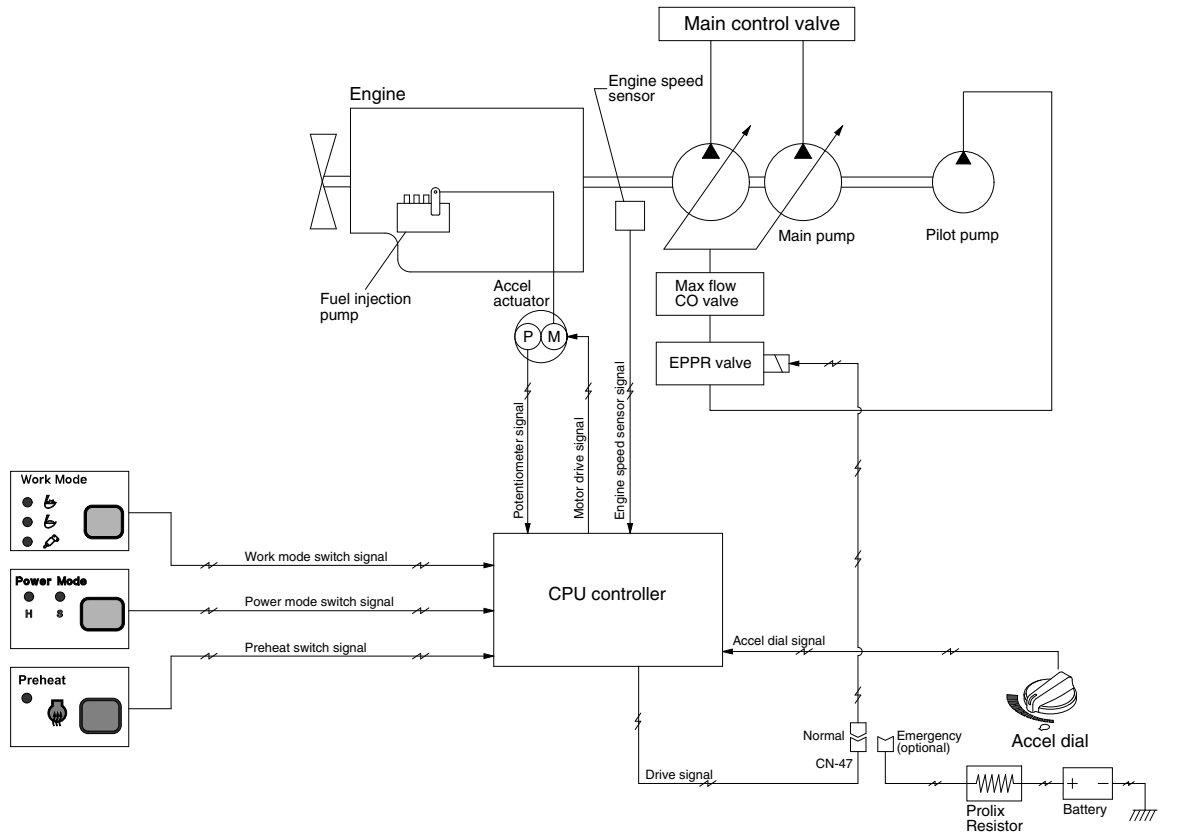 Main control valve
Engine speed
sensor
Engine
Main pump
Pilot pump
Fuel injection
pump
Accel
actuator
P
M
Max flow
CO valve
EPPR valve
Potentiometer signal
Motor drive signal
Engine speed sensor signal
Work Mode
Work mode switch signal
Power Mode
H
S
Power mode switch signal
Preheat switch signal
Preheat
CPU controller
Accel dial signal
Accel dial
Normal
Emergency
(optional)
CN-47
Drive signal
Prolix
Resistor
+
-
Battery